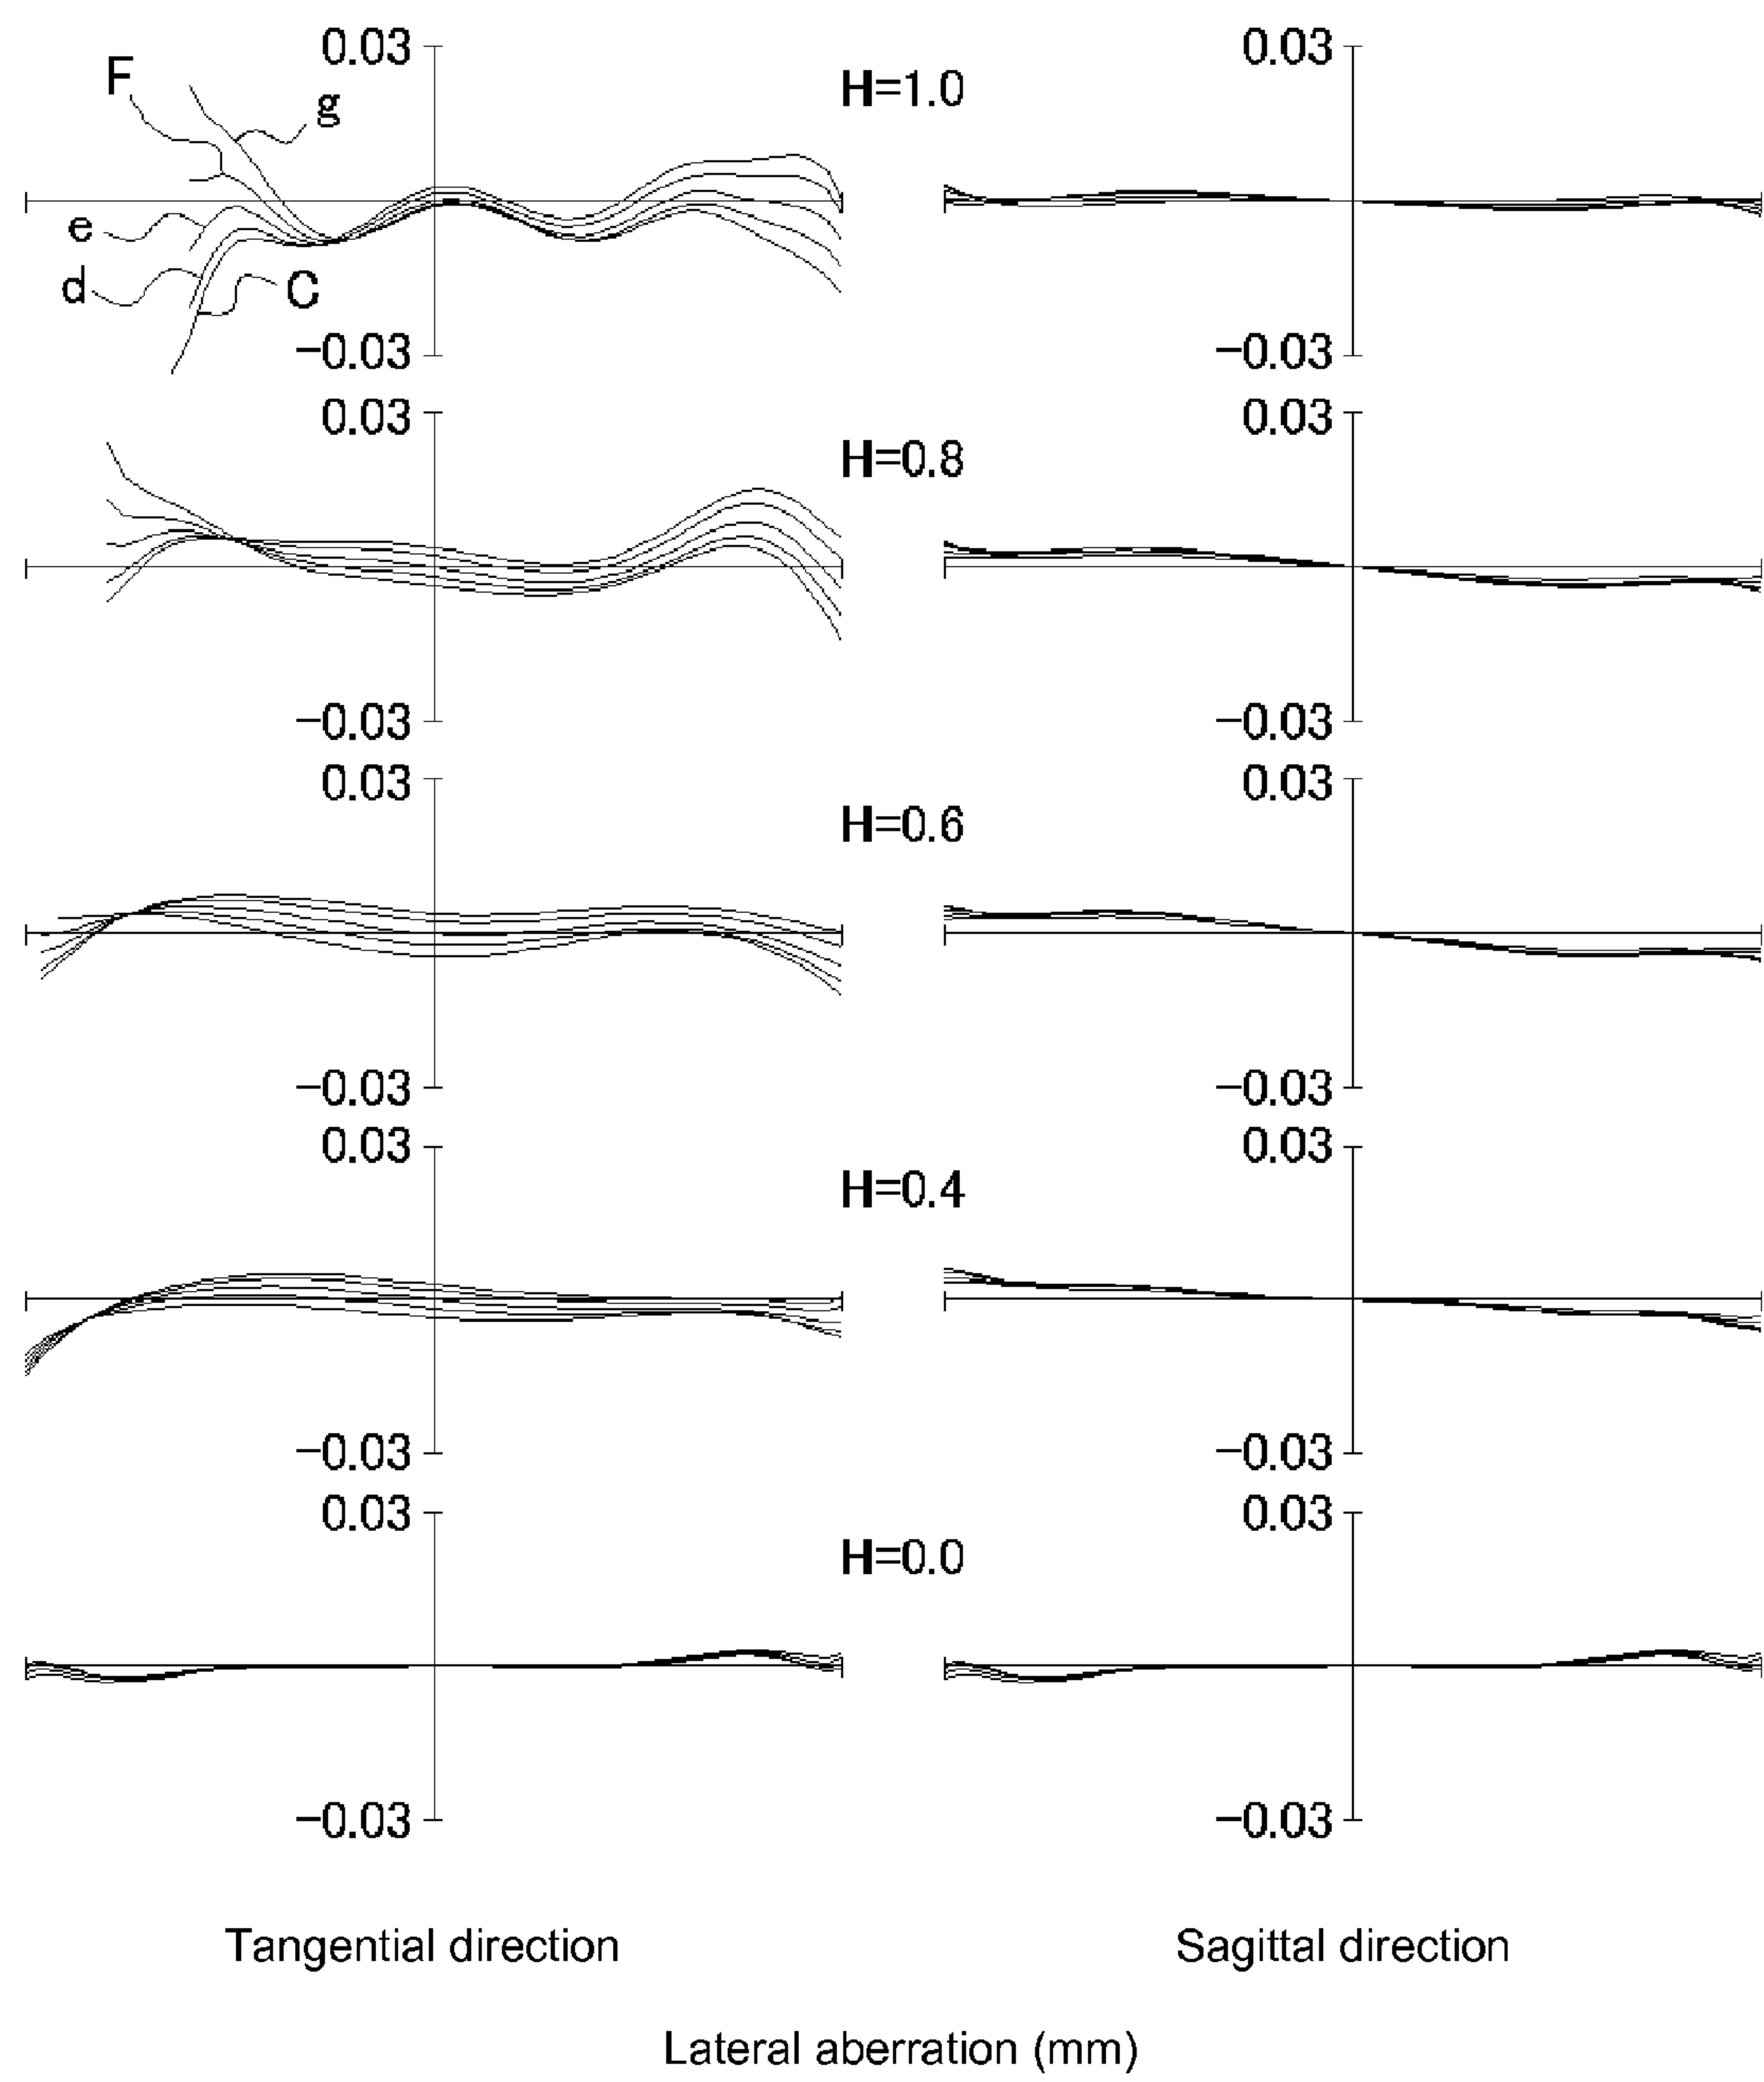 0.03 0.03
F
g
H=1.0
e
d
C
−0.03 −0.03
0.03 0.03
H=0.8
−0.03 −0.03
0.03 0.03
H=0.6
−0.03 −0.03
0.03 0.03
H=0.4
−0.03 −0.03
0.03 0.03
H=0.0
−0.03 −0.03
Tangential direction Sagittal direction
Lateral aberration (mm)